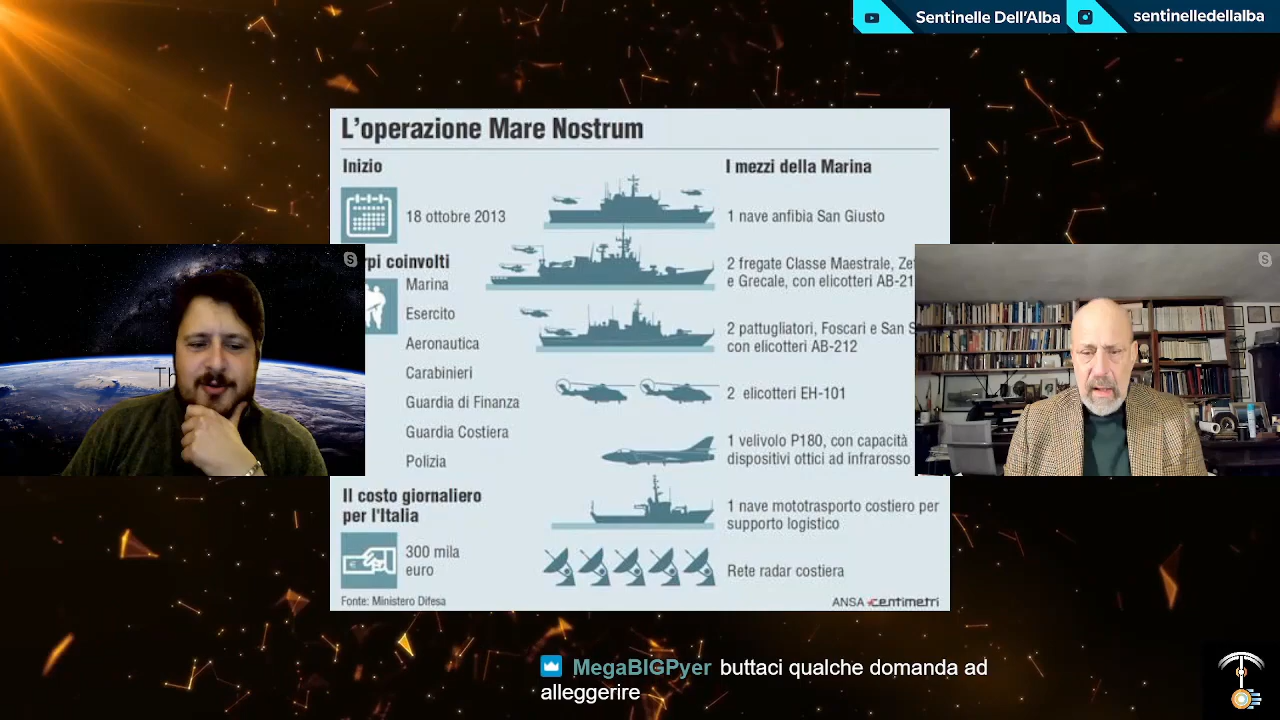 Sentinelle Dell'Alba
sentinelledellalba
L'operazione Mare Nostrum
Inizio
18 ottobre 2013
rpi coinvolti
Marina
Esercito
Aeronautica
Carabinieri
Guardia di Finanza
Guardia Costiera
Polizia
Il costo giornaliero
per l'Italia
300 mila
euro
Fonte: Ministero Difesa
I mezzi della Marina
1 nave anfibia San Giusto
2 fregate Classe Maestrale, Zef
e Grecale, con elicotteri AB-21
2 pattugliatori, Foscari e San S
con elicotteri AB-212
2 elicotteri EH-101
1 velivolo P180, con capacità
dispositivi ottici ad infrarosso
1 nave mototrasporto costiero per
supporto logistico
Rete radar costiera
ANSA centimetri
Th
MegaBIGPyer buttaci qualche domanda ad
alleggerire